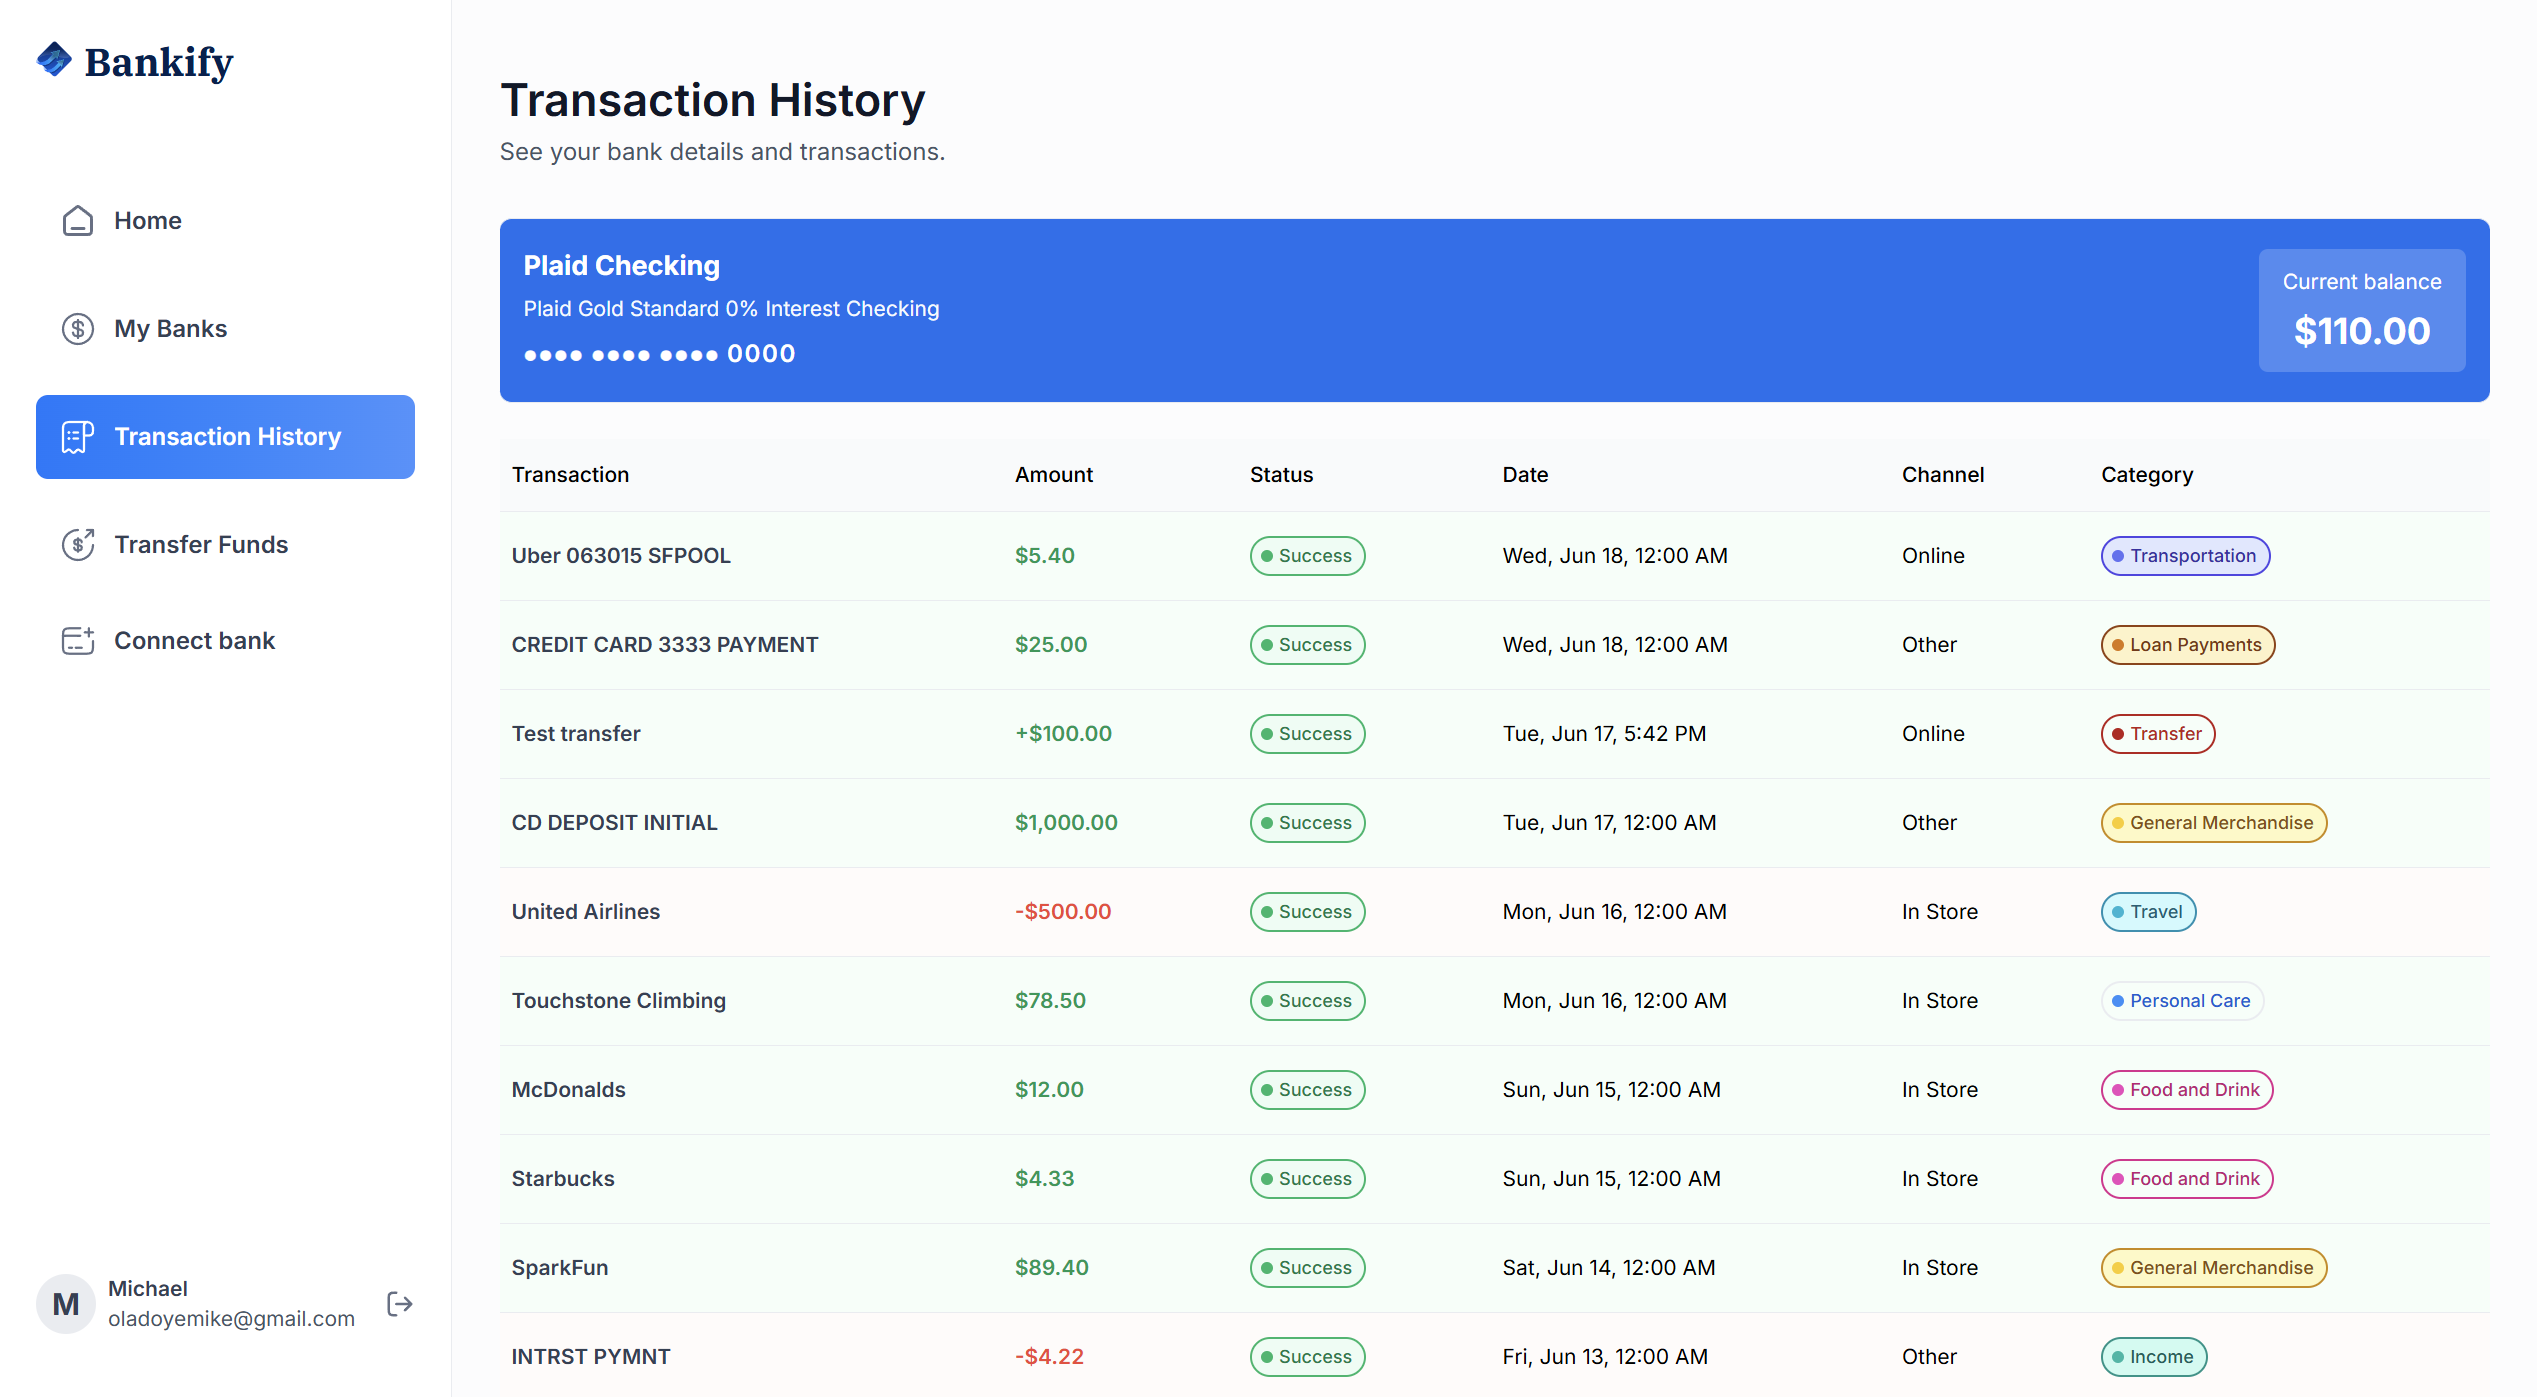 Bankify
Home
My Banks
Transaction History
Transfer Funds
Connect bank
M
Michael
oladoyemike@gmail.com
Transaction History
See your bank details and transactions.
Plaid Checking
Plaid Gold Standard 0% Interest Checking
●●●● ●●●● ●●●● 0000
Current balance
$110.00
Transaction Amount Status Date Channel Category
Uber 063015 SFPOOL $5.40 Success Wed, Jun 18, 12:00 AM Online Transportation
CREDIT CARD 3333 PAYMENT $25.00 Success Wed, Jun 18, 12:00 AM Other Loan Payments
Test transfer +$100.00 Success Tue, Jun 17, 5:42 PM Online Transfer
CD DEPOSIT INITIAL $1,000.00 Success Tue, Jun 17, 12:00 AM Other General Merchandise
United Airlines -$500.00 Success Mon, Jun 16, 12:00 AM In Store Travel
Touchstone Climbing $78.50 Success Mon, Jun 16, 12:00 AM In Store Personal Care
McDonalds $12.00 Success Sun, Jun 15, 12:00 AM In Store Food and Drink
Starbucks $4.33 Success Sun, Jun 15, 12:00 AM In Store Food and Drink
SparkFun $89.40 Success Sat, Jun 14, 12:00 AM In Store General Merchandise
INTRST PYMNT -$4.22 Success Fri, Jun 13, 12:00 AM Other Income